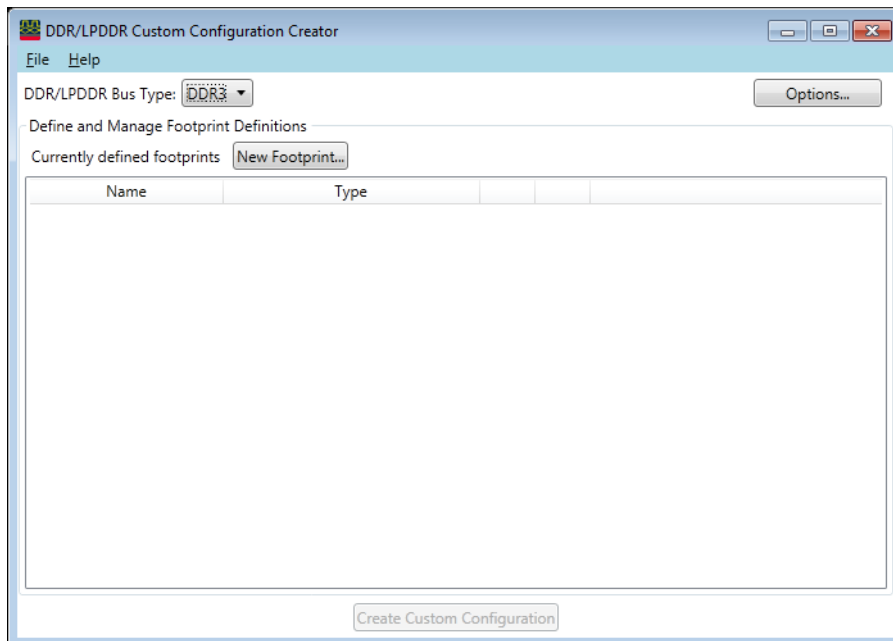 DDR/LPDDR Custom Configuration Creator
File Help
DDR/LPDDR Bus Type: DDR3 Options...
Define and Manage Footprint Definitions
Currently defined footprints New Footprint...
Name Type
Create Custom Configuration